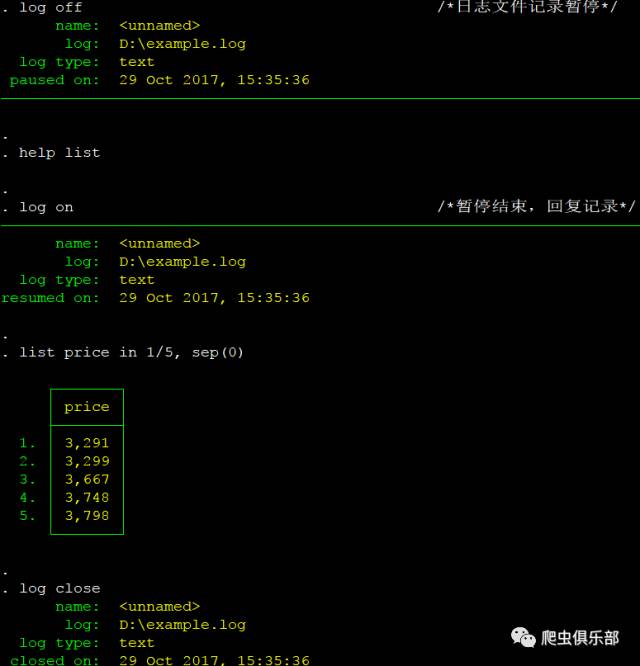 . log off /*日志文件记录暂停*/
name: <unnamed>
log: D:\example.log
log type: text
paused on: 29 Oct 2017, 15:35:36
.
. help list
.
. log on /*暂停结束，回复记录*/
name: <unnamed>
log: D:\example.log
log type: text
resumed on: 29 Oct 2017, 15:35:36
.
. list price in 1/5, sep(0)
price
1. 3,291
2. 3,299
3. 3,667
4. 3,748
5. 3,798
.
. log close
name: <unnamed>
log: D:\example.log
log type: text
closed on: 29 Oct 2017, 15:35:36
爬虫俱乐部